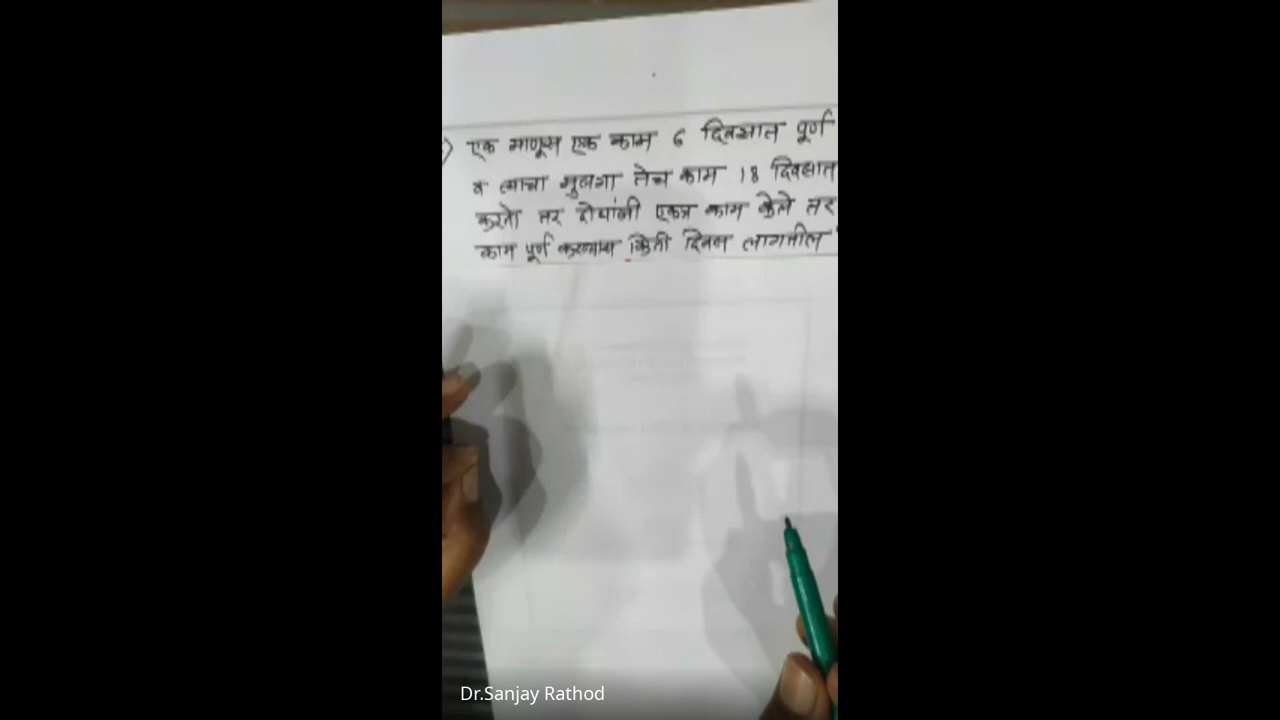 ) एक माणूस एक काम 6 दिवसात पूर्ण
व त्याचा मुलगा तेच काम 18 दिवसात
करतो तर दोघांनी एकत्र काम केले तर
काम पूर्ण करण्यास किती दिवस लागतील
Dr.Sanjay Rathod